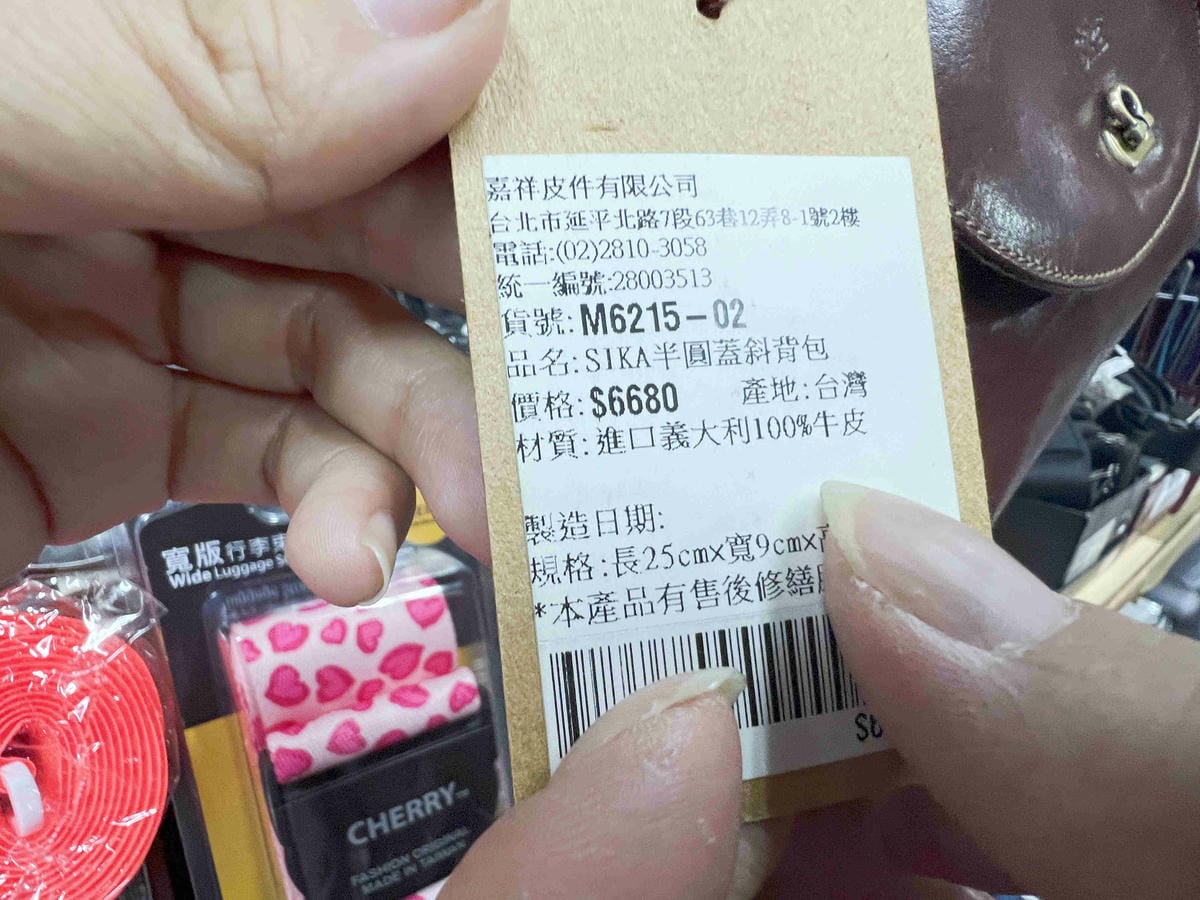 嘉祥皮件有限公司
台北市延平北路7段63巷12弄8-1號2樓
電話:(02)2810-3058
統一編號:28003513
貨號:M6215-02
品名:SIKA半圓蓋斜背包
價格:$6680 產地:台灣
材質:進口義大利100%牛皮
製造日期:
規格:長25cmx寬9cmx
*本產品有售後修繕
寬版行李
Wide Luggage
CHERRY
FASHION ORIGINAL
MADE IN TAIWAN